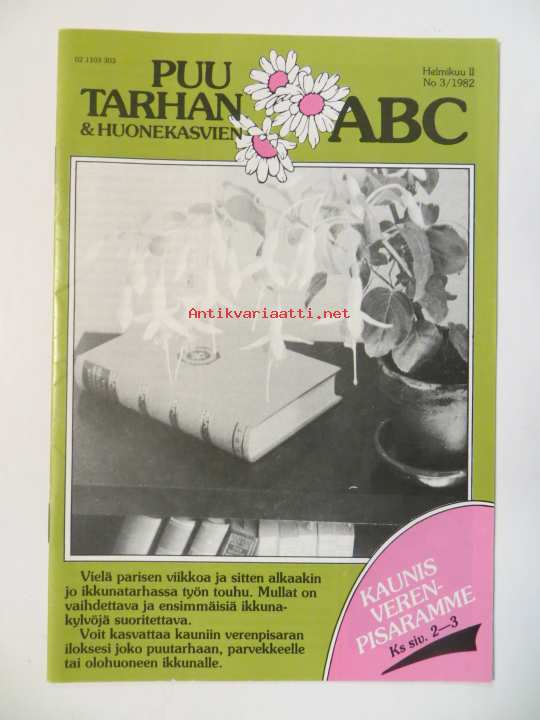 02 1103 303
PUU
TARHAN
& HUONEKASVIEN
ABC
Helmikuu II
No 3/1982
Antikvariaatti.net
Vielä parisen viikkoa ja sitten alkaakin
jo ikkunatarhassa työn touhu. Mullat on
vaihdettava ja ensimmäisiä ikkuna-
kylvöjä suoritettava.
Voit kasvattaa kauniin verenpisaran
iloksesi joko puutarhaan, parvekkeelle
tai olohuoneen ikkunalle.
KAUNIS
VEREN-
PISARAMME
Ks siv. 2—3